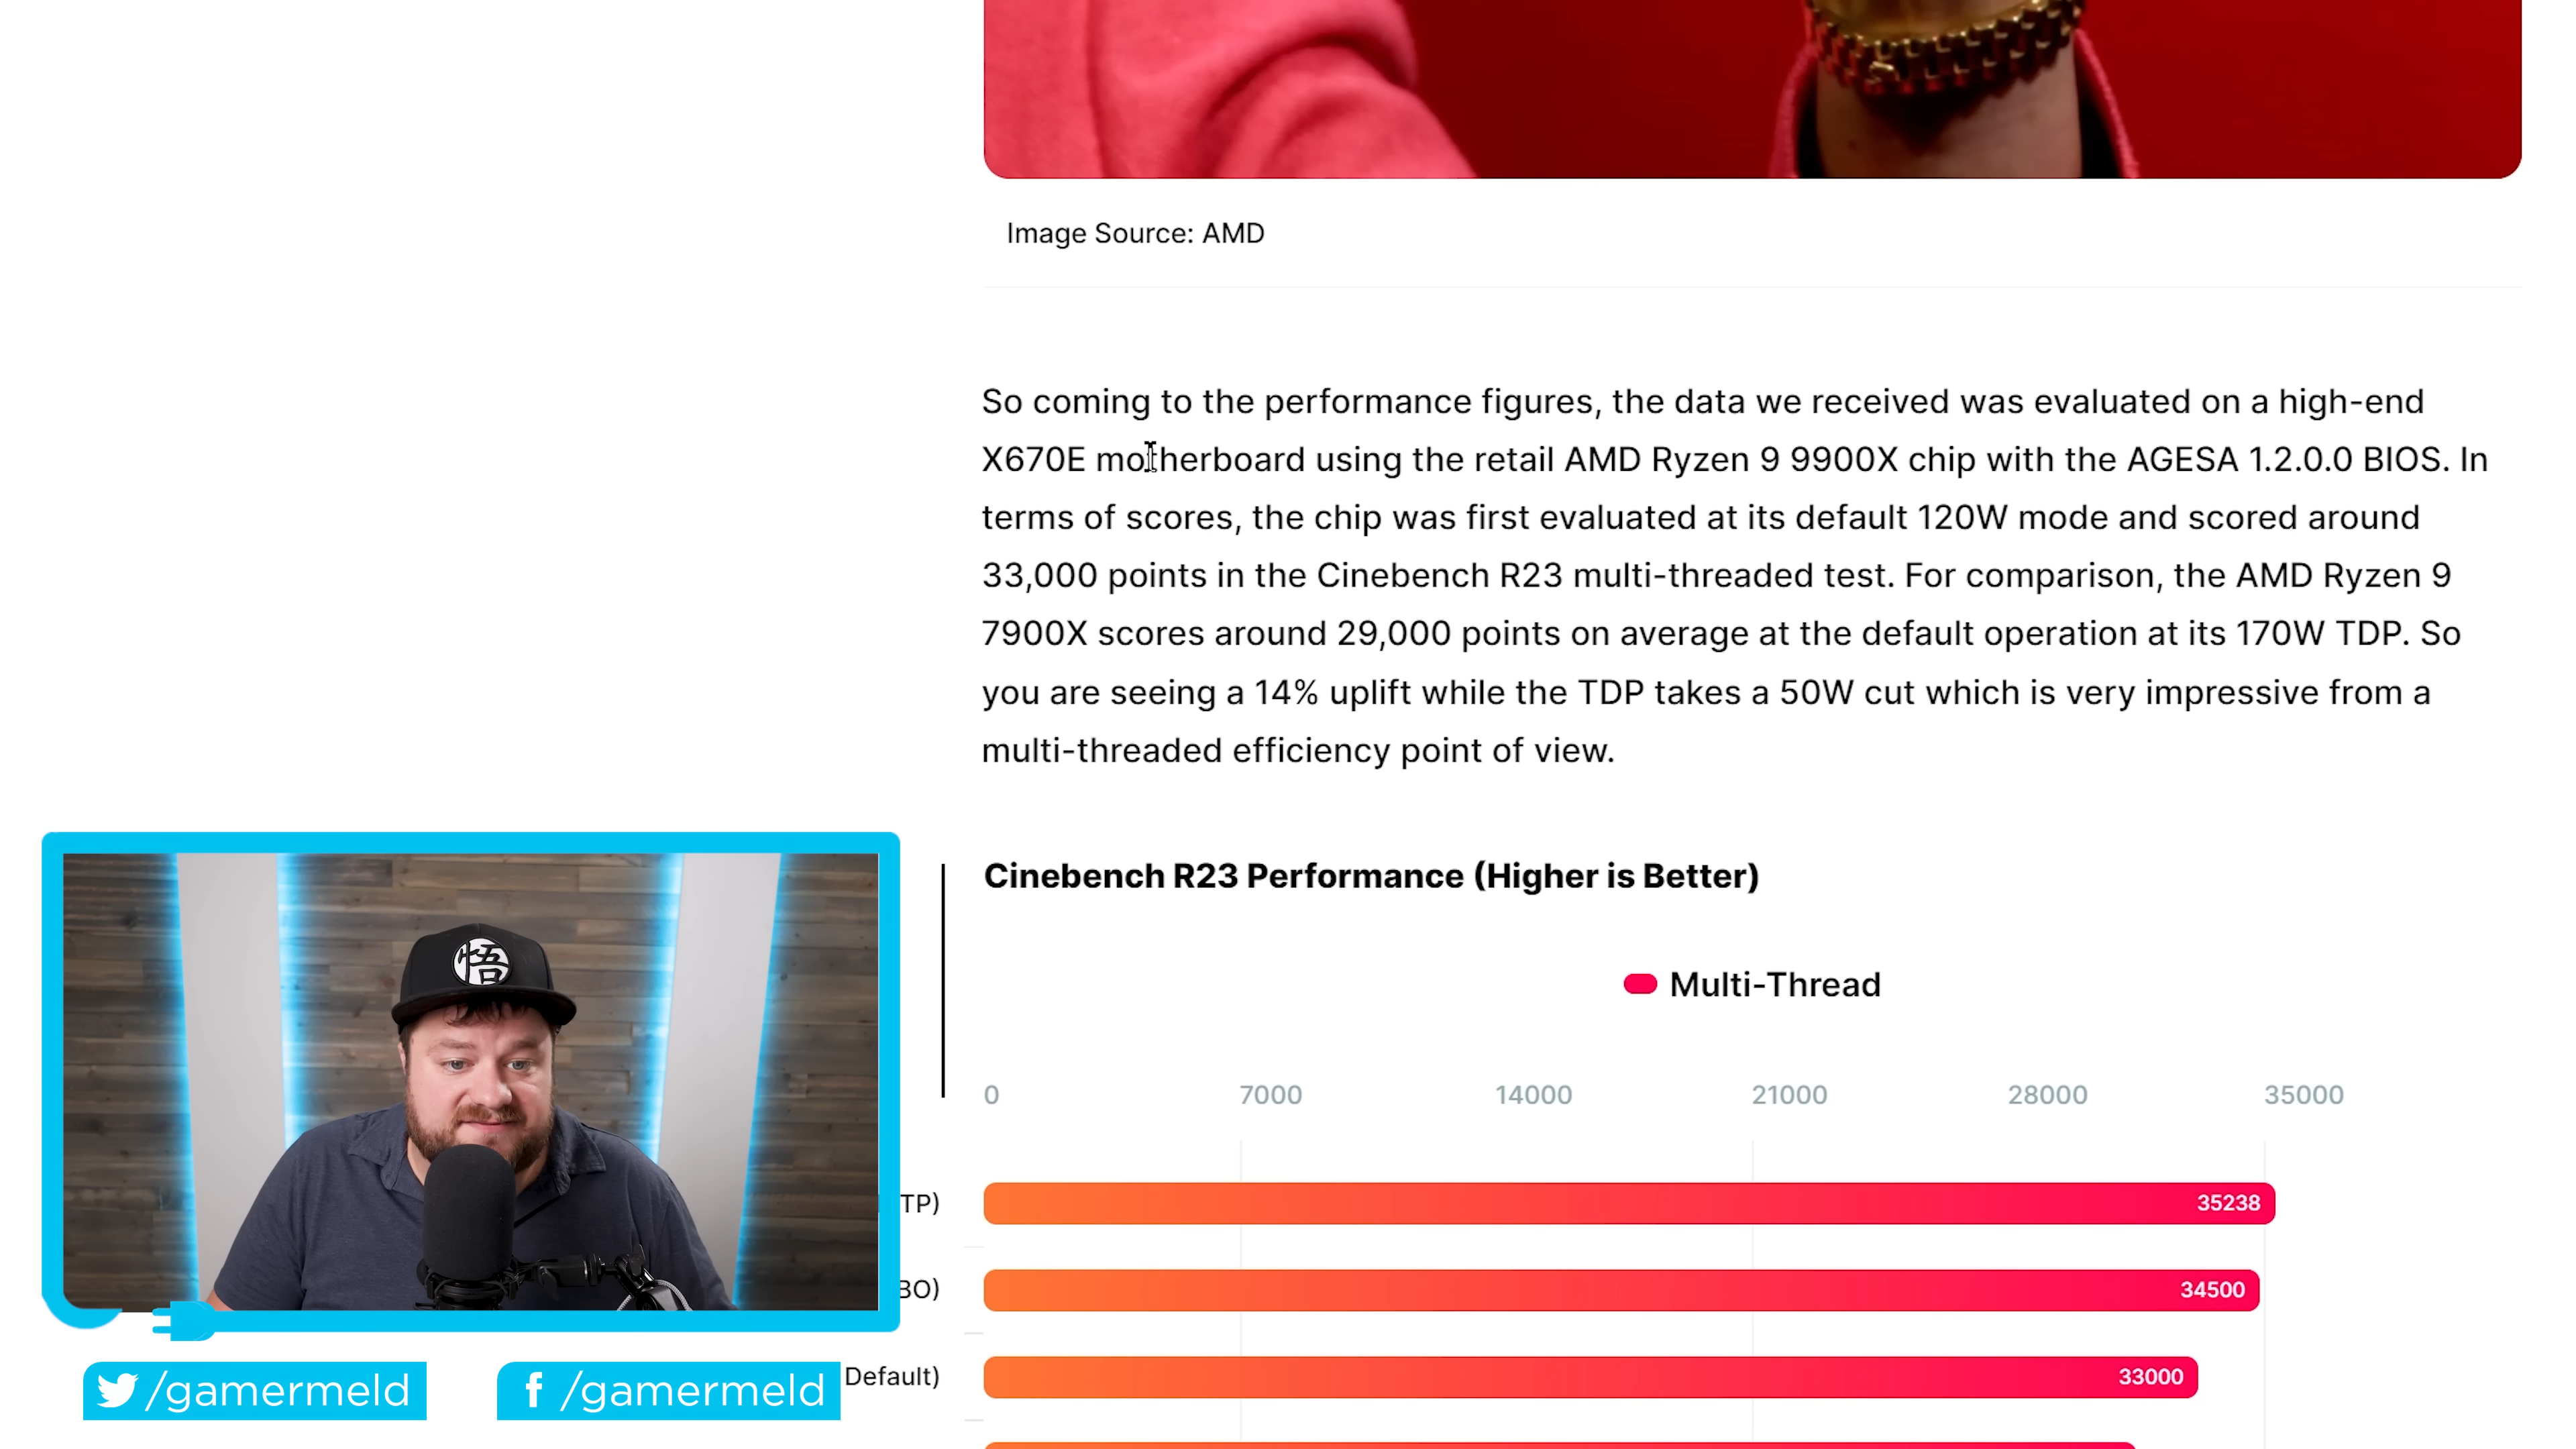 Image Source: AMD
So coming to the performance figures, the data we received was evaluated on a high-end
X670E motherboard using the retail AMD Ryzen 9 9900X chip with the AGESA 1.2.0.0 BIOS. In
terms of scores, the chip was first evaluated at its default 120W mode and scored around
33,000 points in the Cinebench R23 multi-threaded test. For comparison, the AMD Ryzen 9
7900X scores around 29,000 points on average at the default operation at its 170W TDP. So
you are seeing a 14% uplift while the TDP takes a 50W cut which is very impressive from a
multi-threaded efficiency point of view.
Cinebench R23 Performance (Higher is Better)
Multi-Thread
0 7000 14000 21000 28000 35000
TP) 35238
BO) 34500
Default) 33000
悟
/gamermeld
f /gamermeld